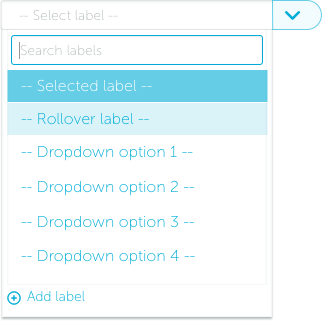 -- Select label --
Search labels
-- Selected label --
-- Rollover label --
-- Dropdown option 1 --
-- Dropdown option 2 --
-- Dropdown option 3 --
-- Dropdown option 4 --
Add label